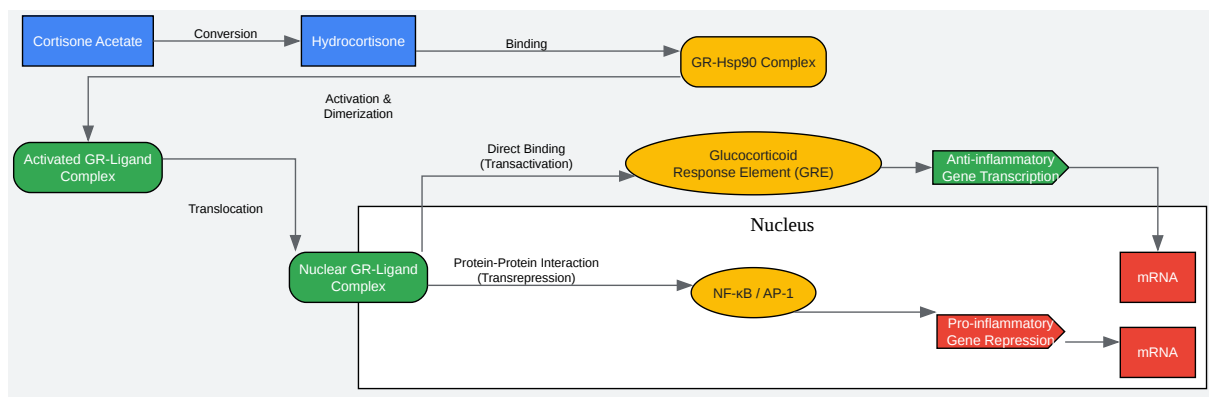 Cortisone Acetate
Conversion
Hydrocortisone
Binding
GR-Hsp90 Complex
Activation &
Dimerization
Activated GR-Ligand
Complex
Direct Binding
(Transactivation)
Glucocorticoid
Response Element (GRE)
Anti-inflammatory
Gene Transcription
Translocation
Nucleus
Nuclear GR-Ligand
Complex
Protein-Protein Interaction
(Transrepression)
NF-κB / AP-1
mRNA
Pro-inflammatory
Gene Repression
mRNA